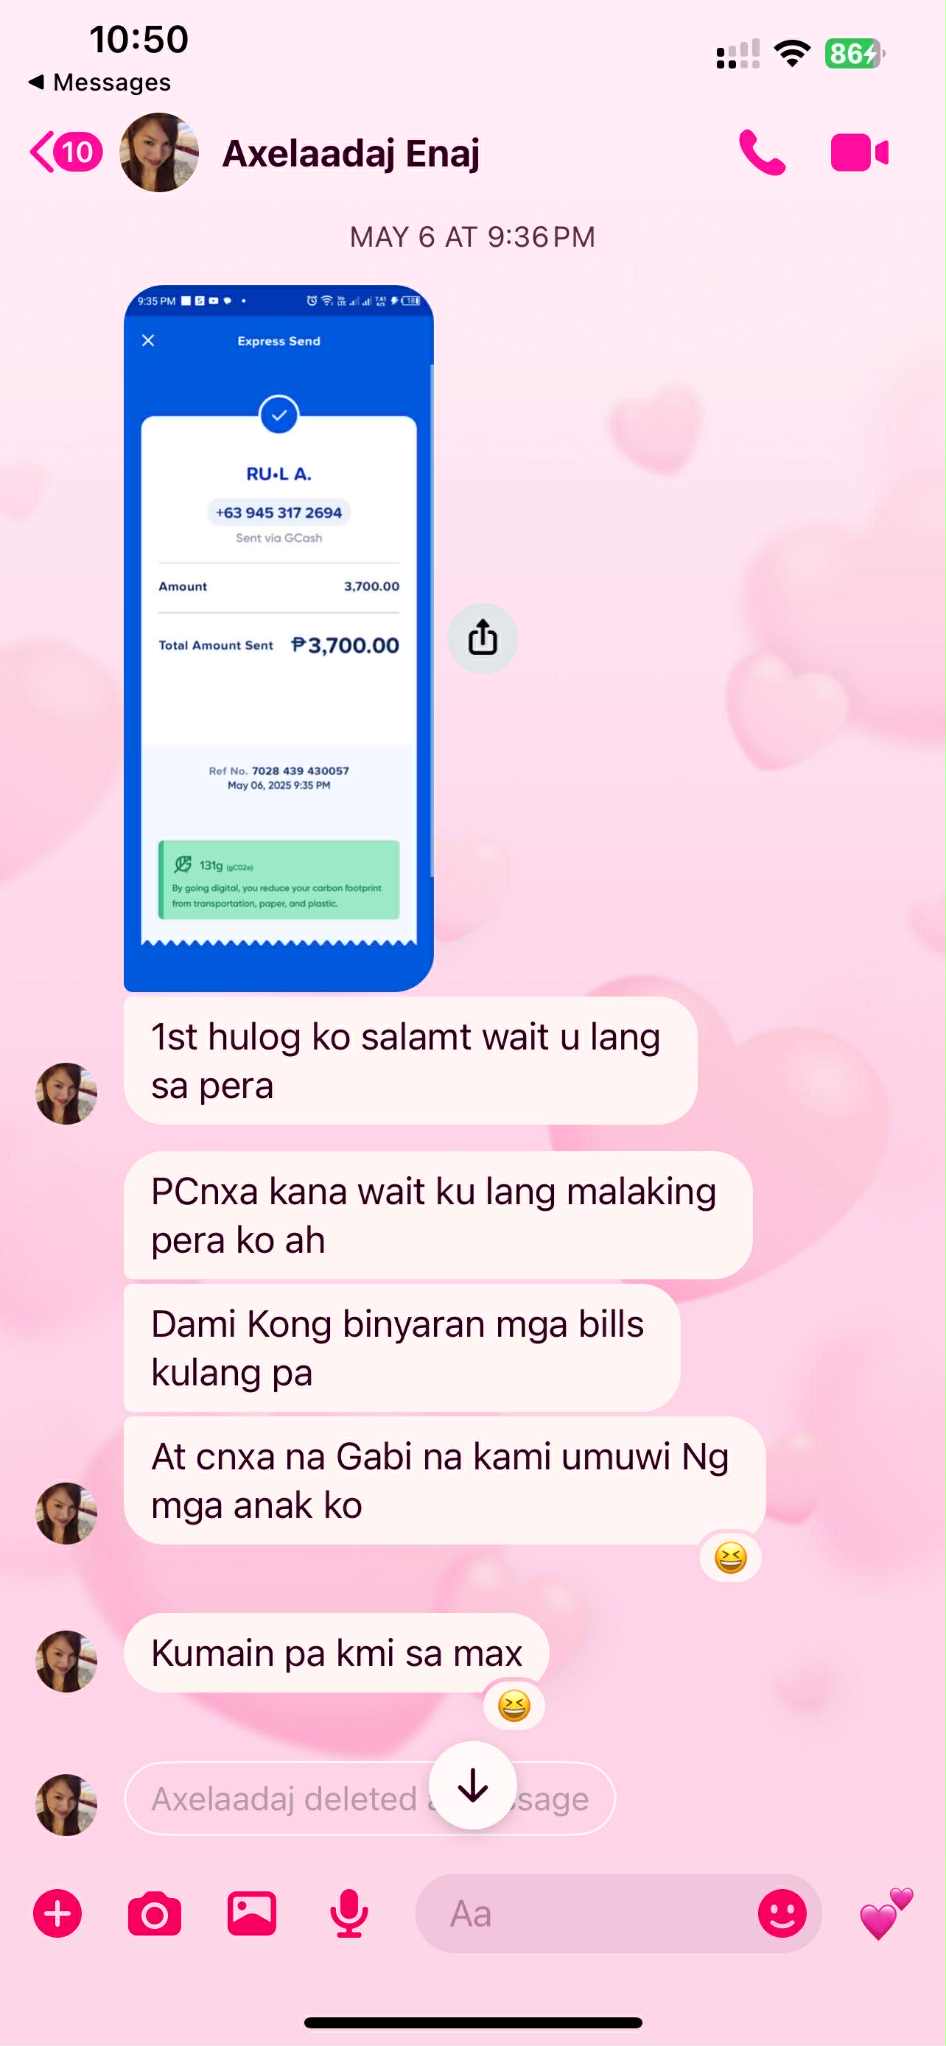 10:50
86
Messages
10
Axelaadaj Enaj
MAY 6 AT 9:36 PM
9:35 PM
Express Send
RU•L A.
+63 945 317 2694
Sent via GCash
Amount 3,700.00
Total Amount Sent ₱3,700.00
Ref No. 7028 439 430057
May 06, 2025 9:35 PM
131g (gCO2e)
By going digital, you reduce your carbon footprint
from transportation, paper, and plastic.
1st hulog ko salamt wait u lang
sa pera
PCnxa kana wait ku lang malaking
pera ko ah
Dami Kong binyaran mga bills
kulang pa
At cnxa na Gabi na kami umuwi Ng
mga anak ko
Kumain pa kmi sa max
Axelaadaj deleted
Aa